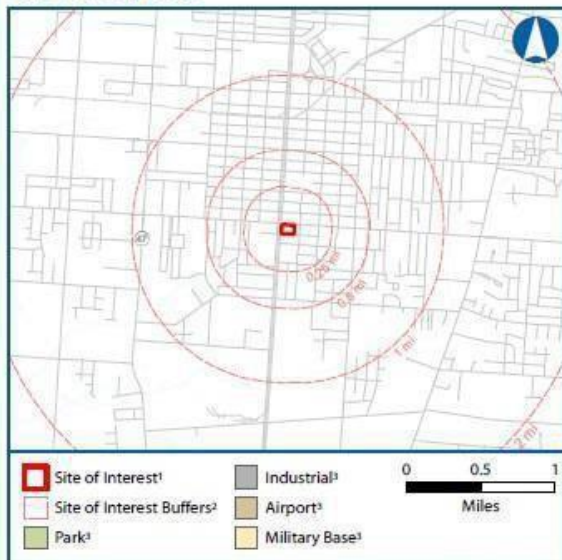 47
0.25 mi
0.5 mi
1 mi
2 mi
Site of Interest¹
Site of Interest Buffers²
Park³
Industrial³
Airport³
Military Base³
0 0.5 1
Miles